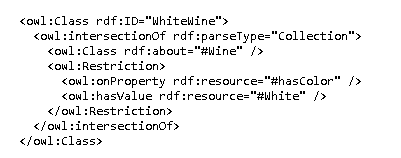 <owl:Class rdf:ID="WhiteWine">
  <owl:intersectionOf rdf:parseType="Collection">
    <owl:Class rdf:about="#Wine" />
    <owl:Restriction>
      <owl:onProperty rdf:resource="#hasColor" />
      <owl:hasValue rdf:resource="#White" />
    </owl:Restriction>
  </owl:intersectionOf>
</owl:Class>